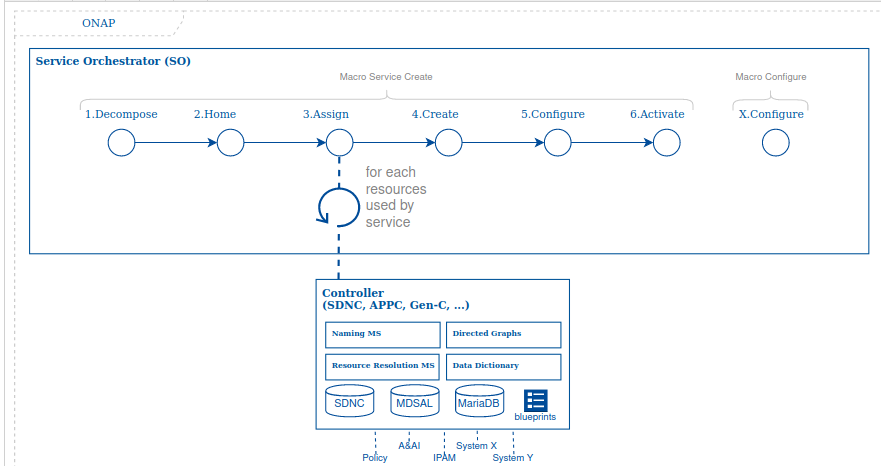 ONAP
Service Orchestrator (SO)
Macro Service Create
Macro Configure
1.Decompose
2.Home
3.Assign
4.Create
5.Configure
6.Activate
X.Configure
for each
resources
used by
service
Controller
(SDNC, APPC, Gen-C, ...)
Naming MS
Directed Graphs
Resource Resolution MS
Data Dictionary
SDNC
MDSAL
MariaDB
blueprints
A&AI
System X
Policy
IPAM
System Y